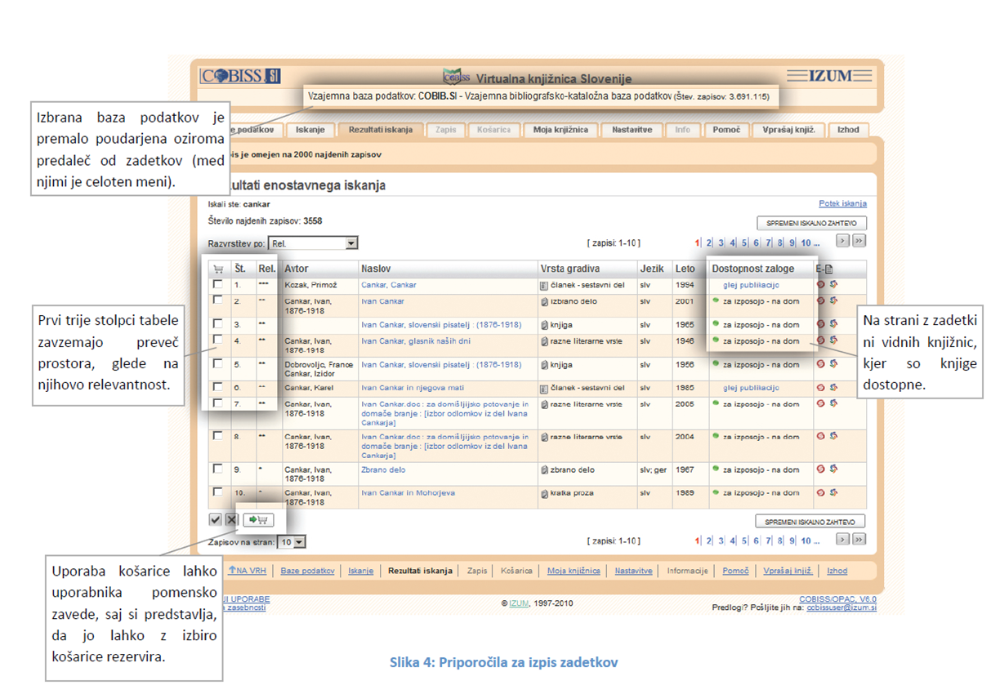 COBISS.SI
COBISS Virtualna knjižnica Slovenije
IZUM
Vzajemna baza podatkov: COBIB.SI - Vzajemna bibliografsko-kataložna baza podatkov (Štev. zapisov: 3.691.115)
Izbrana baza podatkov je
premalo poudarjena oziroma
predaleč od zadetkov (med
njimi je celoten meni).
podatkov Iskanje Rezultati iskanja Zapis Košarica Moja knjižnica Nastavitve Info Pomoč Vprašaj knjiž. Izhod
je omejen na 2000 najdenih zapisov
enostavnega iskanja
Iskali ste: cankar
Potek iskanja
Število najdenih zapisov: 3558
SPREMENI ISKALNO ZAHTEVO
Razvrstitev po: Rel.
[ zapisi: 1-10 ]
1| 2| 3| 4| 5| 6| 7| 8| 9| 10 ... > >>
Št. Rel. Avtor Naslov Vrsta gradiva Jezik Leto Dostopnost zaloge E-
1. *** Kozak, Primož Cankar, Cankar članek - sestavni del slv 1994 glej publikacijo
2. ** Cankar, Ivan, Ivan Cankar izbrano delo slv 2001 za izposojo - na dom
1876-1918
3. ** Ivan Cankar, slovenski pisatelj : (1876-1918) knjiga slv 1965 za izposojo - na dom
4. ** Cankar, Ivan, Ivan Cankar, glasnik naših dni razne literarne vrste slv 1946 za izposojo - na dom
1876-1918
5. ** Dobrovoljc, France Ivan Cankar, slovenski pisatelj : (1876-1918) knjiga slv 1956 za izposojo - na dom
Cankar, Izidor
6. ** Cankar, Karel Ivan Cankar in njegova mati članek - sestavni del slv 1985 glej publikacijo
7. ** Cankar, Ivan, Ivan Cankar.doc : za domišljijsko potovanje in razne literarne vrste slv 2005 za izposojo - na dom
1876-1918 domače branje : [izbor odlomkov iz del Ivana
Cankarja]
8. ** Cankar, Ivan, Ivan Cankar.doc : za domišljijsko potovanje in razne literarne vrste slv 2004 za izposojo - na dom
1876-1918 domače branje : [izbor odlomkov iz del Ivana
Cankarja]
9. * Cankar, Ivan, Zbrano delo zbrano delo slv; ger 1967 za izposojo - na dom
1876-1918
10. * Cankar, Ivan, Ivan Cankar in Mohorjeva kratka proza slv 1989 za izposojo - na dom
1876-1918
Prvi trije stolpci tabele
zavzemajo preveč
prostora, glede na
njihovo relevantnost.
Na strani z zadetki
ni vidnih knjižnic,
kjer so knjige
dostopne.
SPREMENI ISKALNO ZAHTEVO
Zapisov na stran: 10
[ zapisi: 1-10 ]
1| 2| 3| 4| 5| 6| 7| 8| 9| 10 ... > >>
NA VRH | Baze podatkov | Iskanje | Rezultati iskanja | Zapis | Košarica | Moja knjižnica | Nastavitve | Informacije | Pomoč | Vprašaj knjiž. | Izhod
UPORABE
zasebnosti
© IZUM, 1997-2010
COBISS/OPAC, V6.0
Predlogi? Pošljite jih na: cobissuser@izum.si
Uporaba košarice lahko
uporabnika pomensko
zavede, saj si predstavlja,
da jo lahko z izbiro
košarice rezervira.
Slika 4: Priporočila za izpis zadetkov